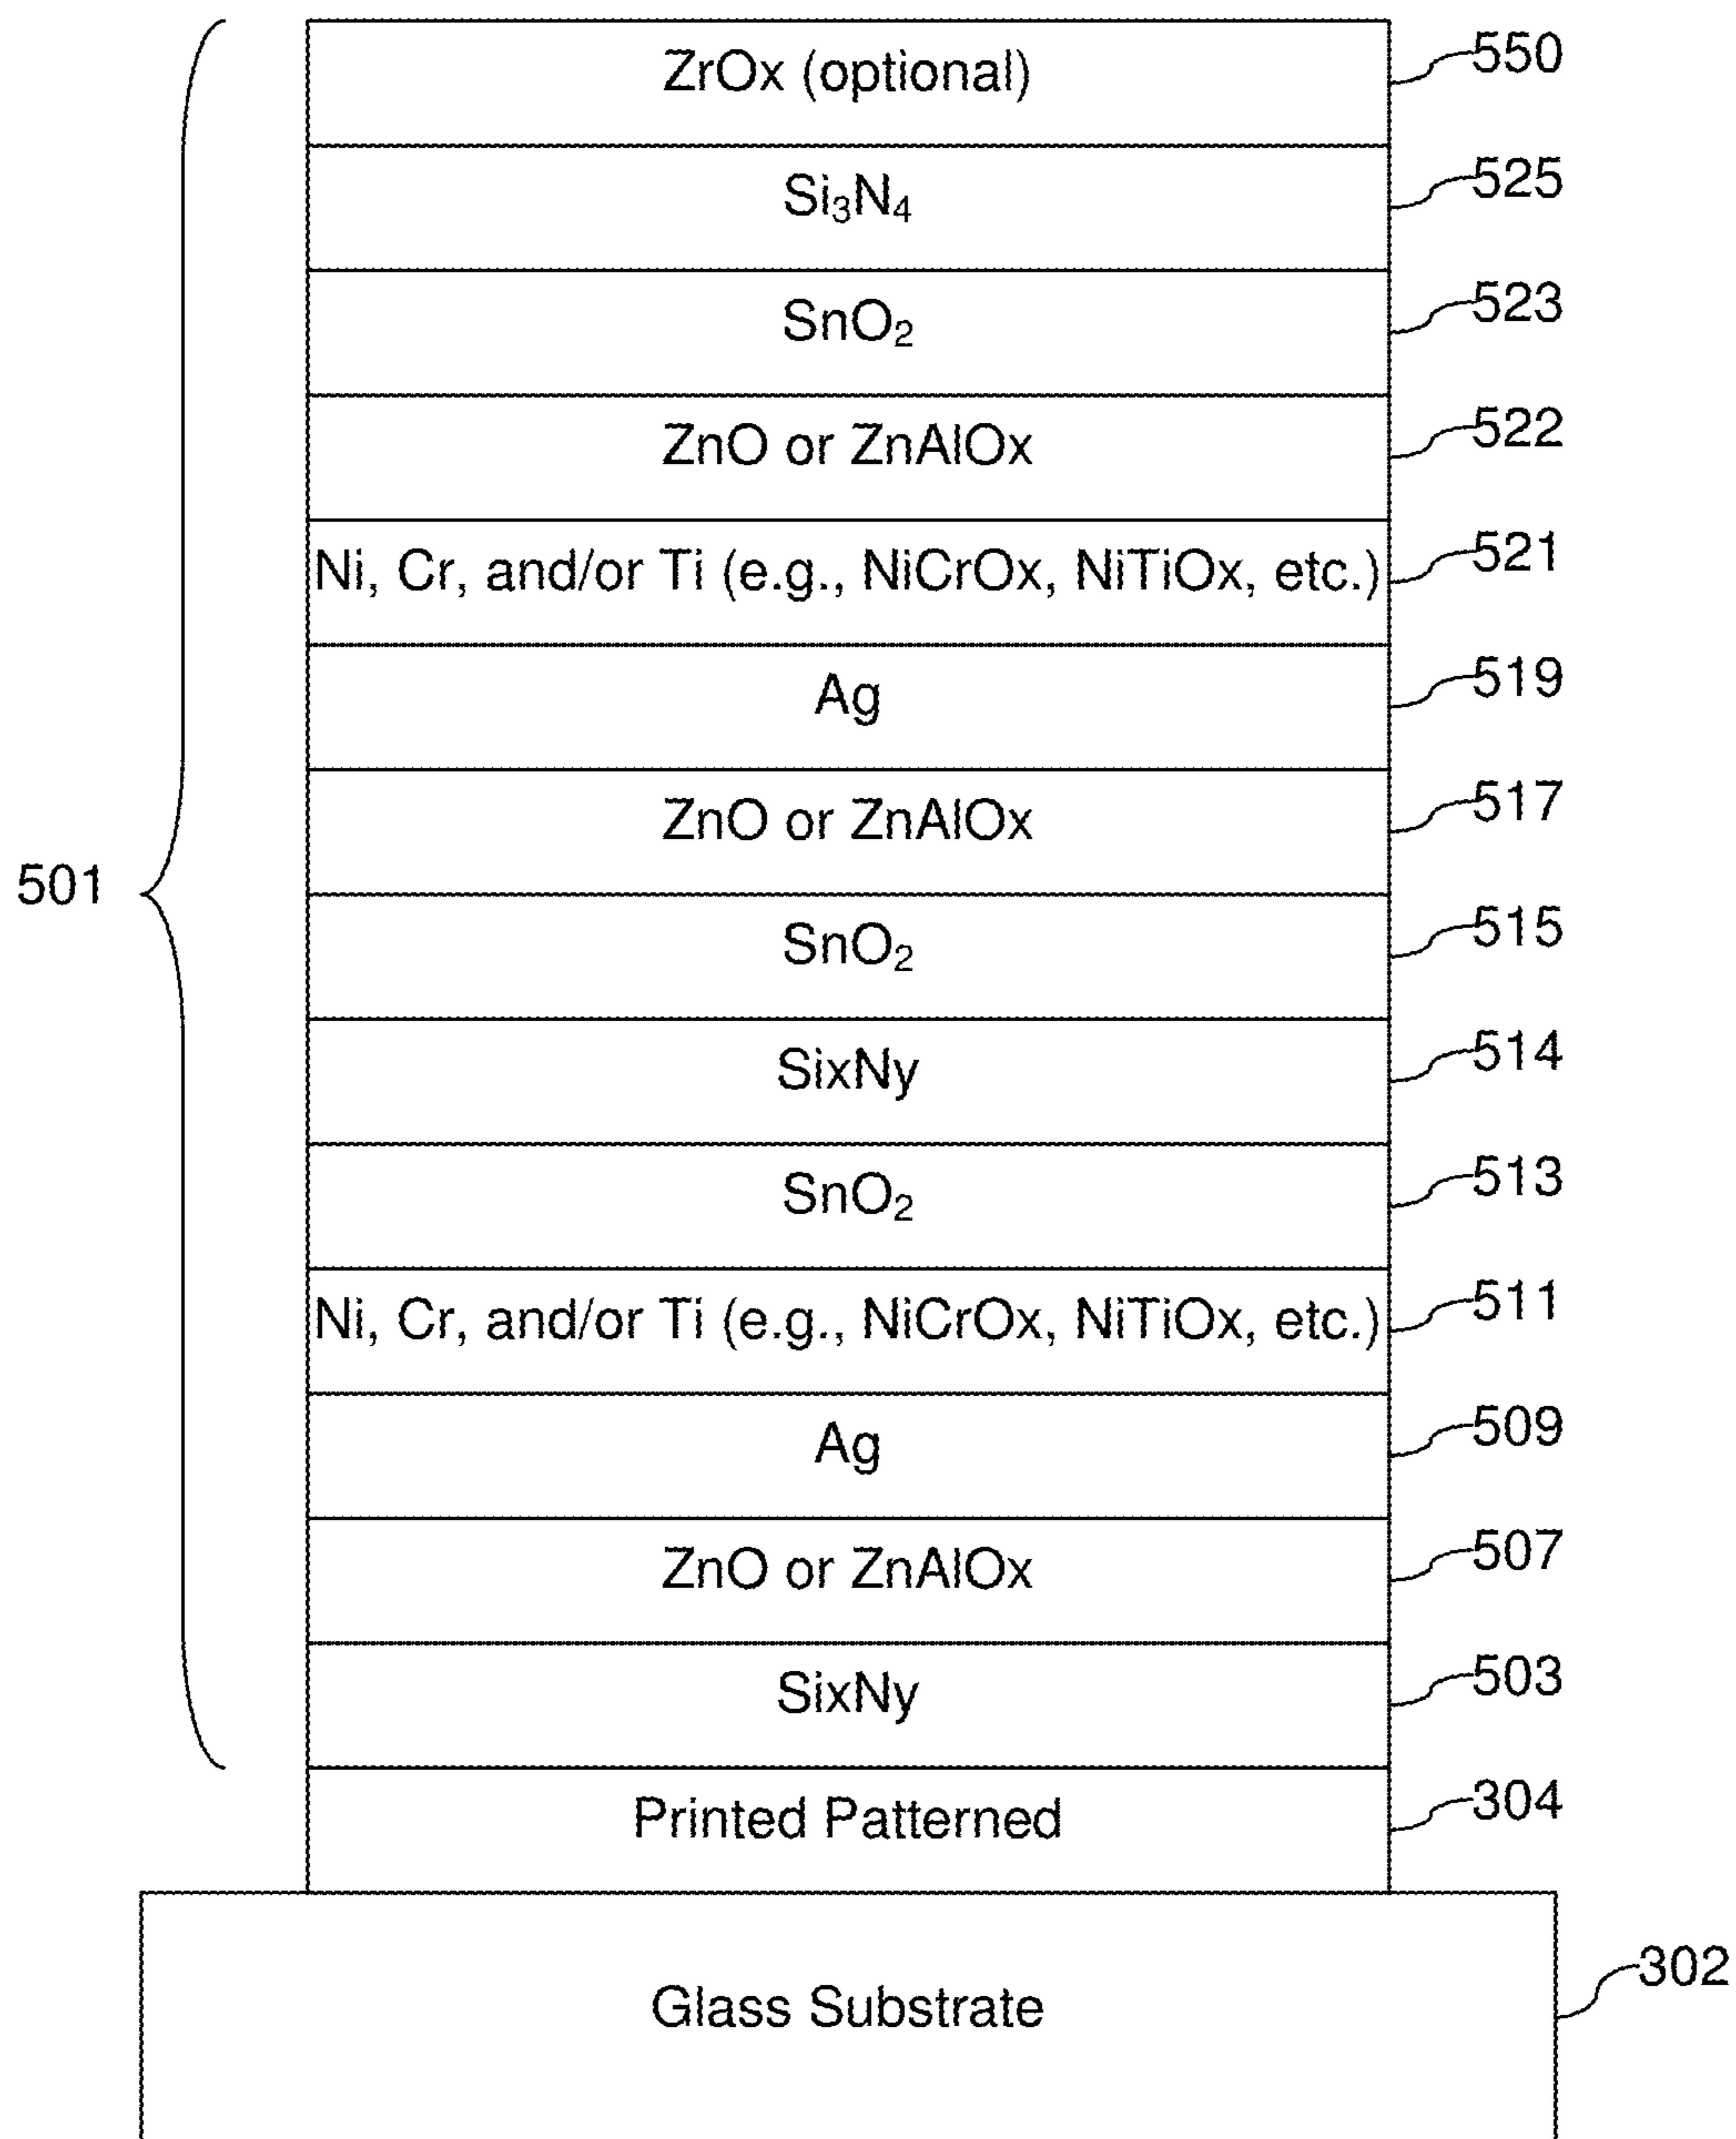 ZrOx (optional) 550
Si₃N₄ 525
SnO₂ 523
ZnO or ZnAlOx 522
Ni, Cr, and/or Ti (e.g., NiCrOx, NiTiOx, etc.) 521
Ag 519
ZnO or ZnAlOx 517
501
SnO₂ 515
SixNy 514
SnO₂ 513
Ni, Cr, and/or Ti (e.g., NiCrOx, NiTiOx, etc.) 511
Ag 509
ZnO or ZnAlOx 507
SixNy 503
Printed Patterned 304
Glass Substrate 302